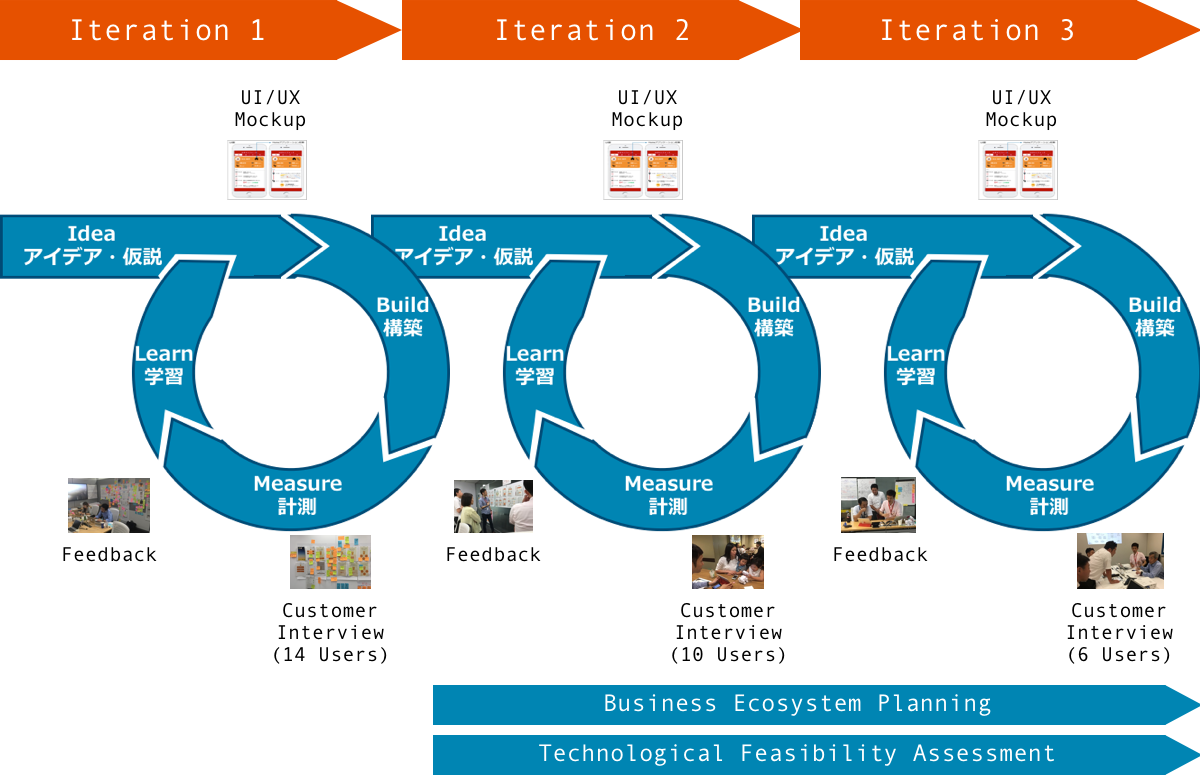 Iteration 1
Iteration 2
Iteration 3
UI/UX
Mockup
UI/UX
Mockup
UI/UX
Mockup
Idea
アイデア・仮説
Build
構築
Learn
学習
Measure
計測
Idea
アイデア・仮説
Build
構築
Learn
学習
Measure
計測
Idea
アイデア・仮説
Build
構築
Learn
学習
Measure
計測
Feedback
Customer
Interview
(14 Users)
Feedback
Customer
Interview
(10 Users)
Feedback
Customer
Interview
(6 Users)
Business Ecosystem Planning
Technological Feasibility Assessment